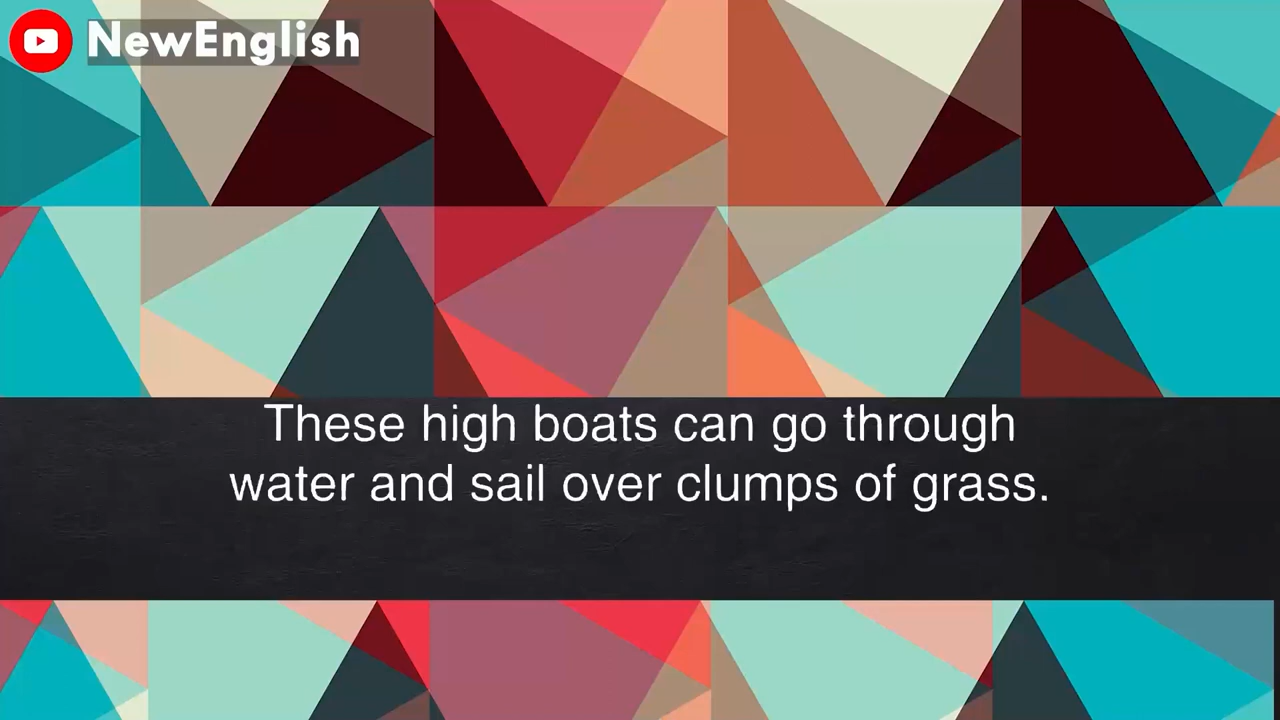 NewEnglish
These high boats can go through
water and sail over clumps of grass.